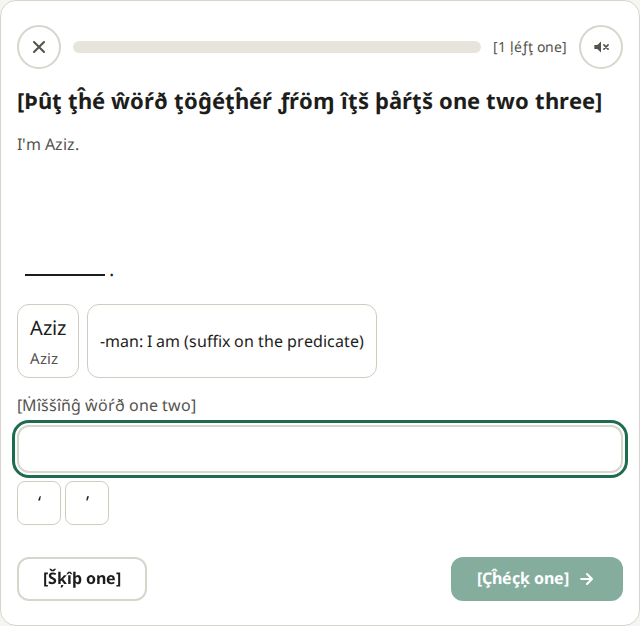 [1 ļéƒţ one]
[Þûţ ţĥé ŵöŕð ţöĝéţĥéŕ ƒŕöɱ îţš þåŕţš one two three]
I'm Aziz.
.
Aziz
Aziz
-man: I am (suffix on the predicate)
[Ṁîššîñĝ ŵöŕð one two]
ʻ
ʼ
[Šķîþ one]
[Çĥéçķ one] →